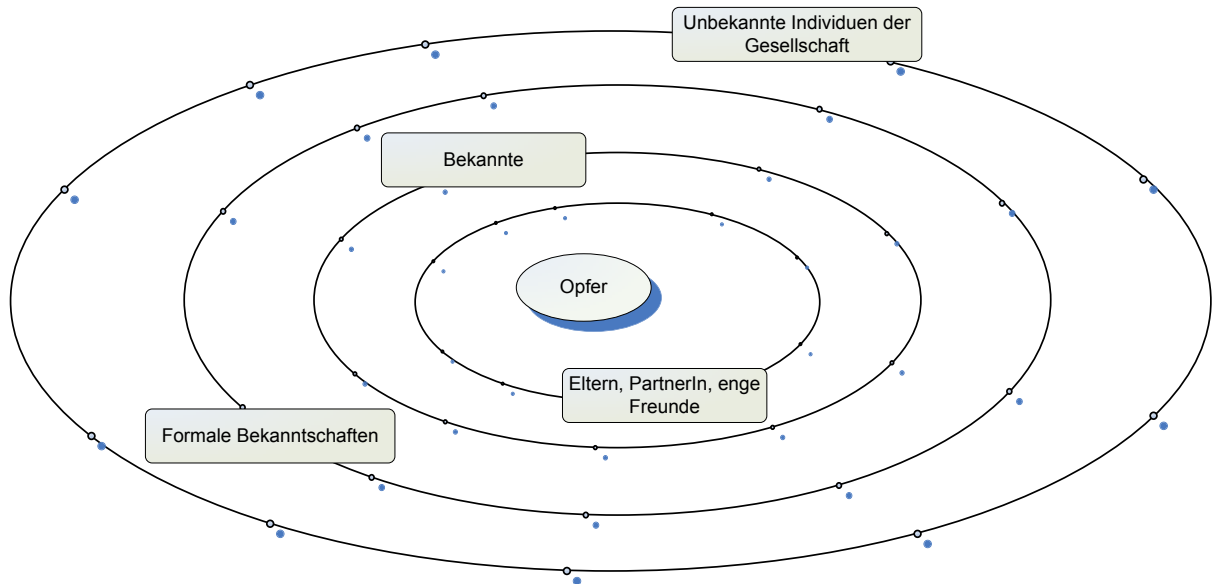 Unbekannte Individuen der
Gesellschaft
Bekannte
Opfer
Eltern, PartnerIn, enge
Freunde
Formale Bekanntschaften